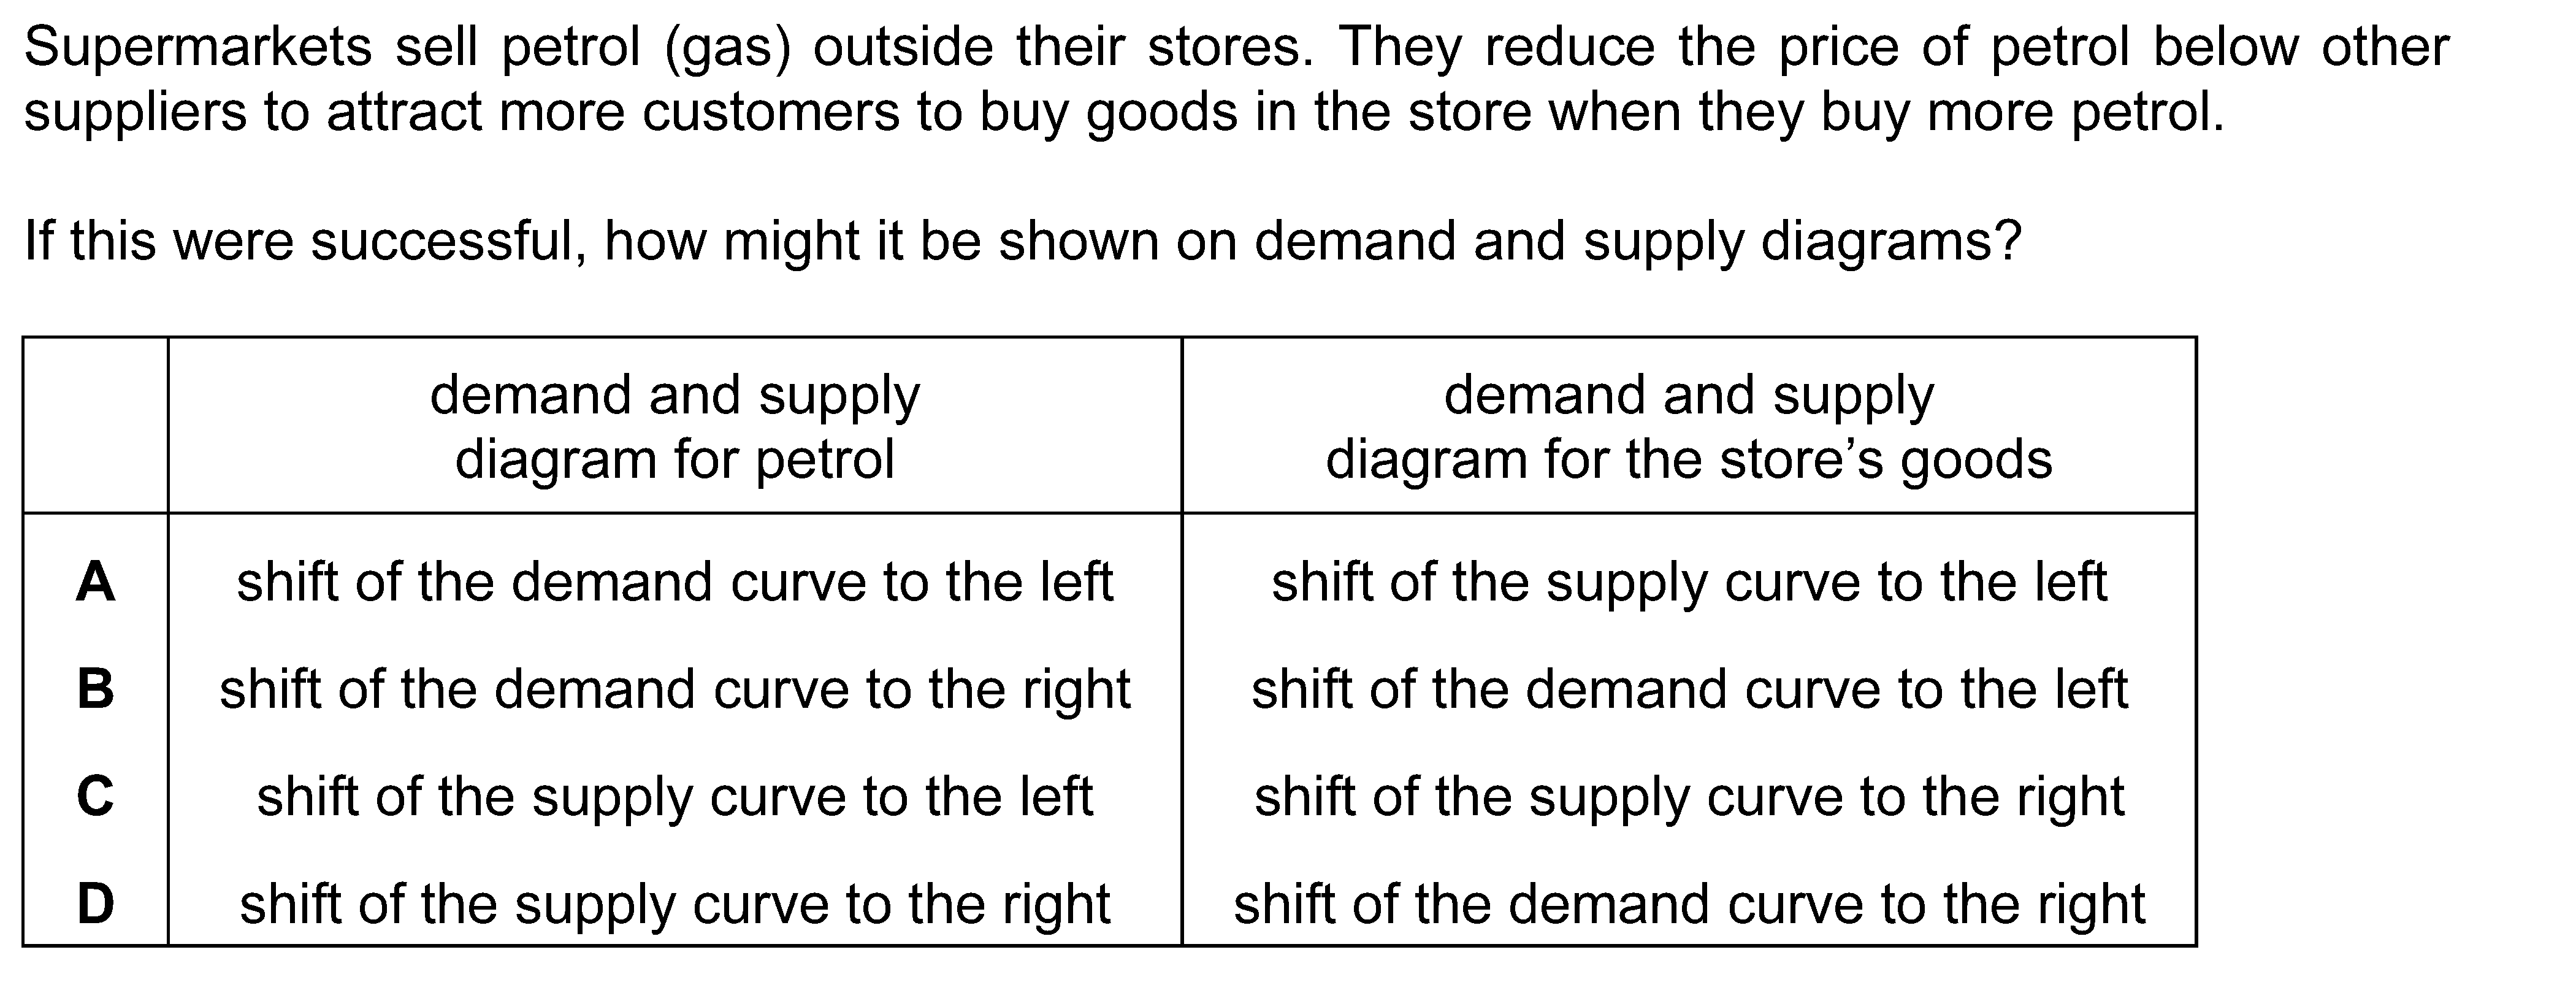 Supermarkets sell petrol (gas) outside their stores. They reduce the price of petrol below other
suppliers to attract more customers to buy goods in the store when they buy more petrol.
If this were successful, how might it be shown on demand and supply diagrams?
demand and supply
diagram for petrol
demand and supply
diagram for the store’s goods
A shift of the demand curve to the left shift of the supply curve to the left
B shift of the demand curve to the right shift of the demand curve to the left
C shift of the supply curve to the left shift of the supply curve to the right
D shift of the supply curve to the right shift of the demand curve to the right